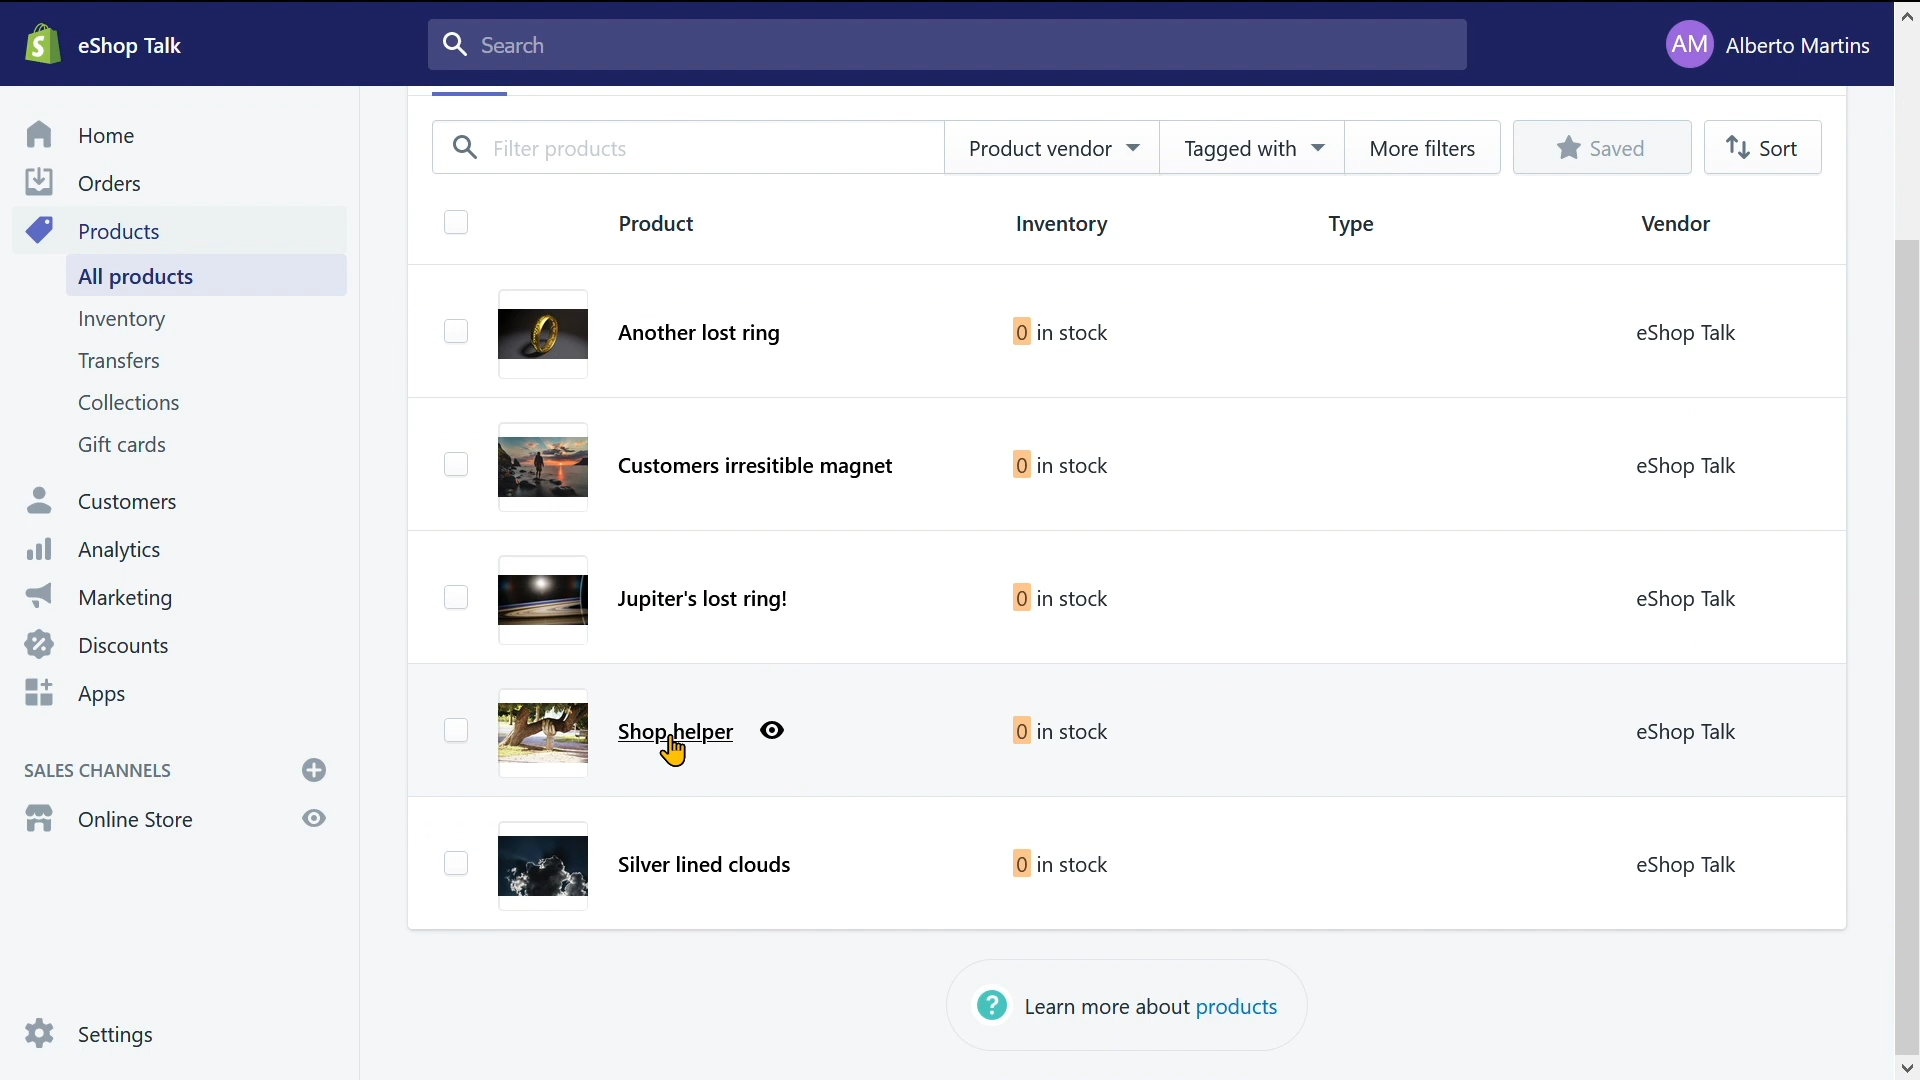 eShop Talk
Search
AM Alberto Martins
Home
Orders
Products
All products
Inventory
Transfers
Collections
Gift cards
Customers
Analytics
Marketing
Discounts
Apps
SALES CHANNELS
Online Store
Settings
Filter products Product vendor Tagged with More filters Saved Sort
Product Inventory Type Vendor
Another lost ring 0 in stock eShop Talk
Customers irresitible magnet 0 in stock eShop Talk
Jupiter's lost ring! 0 in stock eShop Talk
Shop helper 0 in stock eShop Talk
Silver lined clouds 0 in stock eShop Talk
Learn more about products